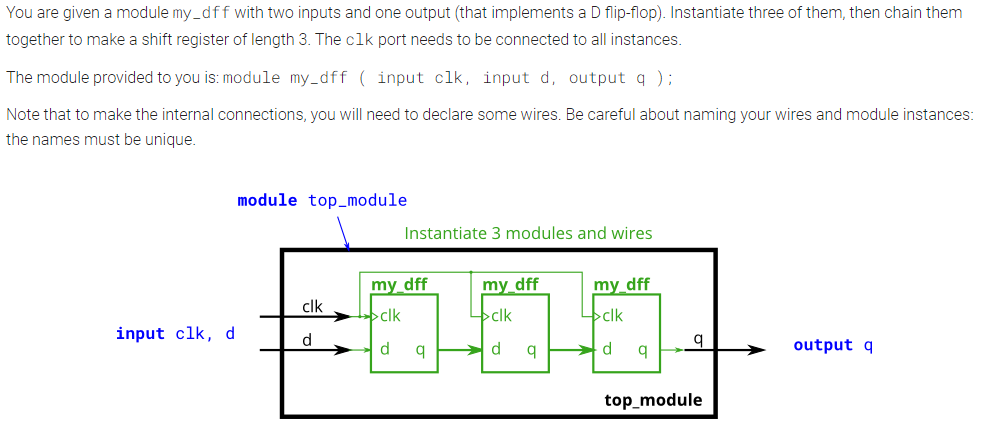 You are given a module my_dff with two inputs and one output (that implements a D flip-flop). Instantiate three of them, then chain them
together to make a shift register of length 3. The clk port needs to be connected to all instances.
The module provided to you is: module my_dff ( input clk, input d, output q );
Note that to make the internal connections, you will need to declare some wires. Be careful about naming your wires and module instances:
the names must be unique.
module top_module
Instantiate 3 modules and wires
my_dff my_dff my_dff
clk clk clk clk
input clk, d
d d q d q d q q
output q
top_module